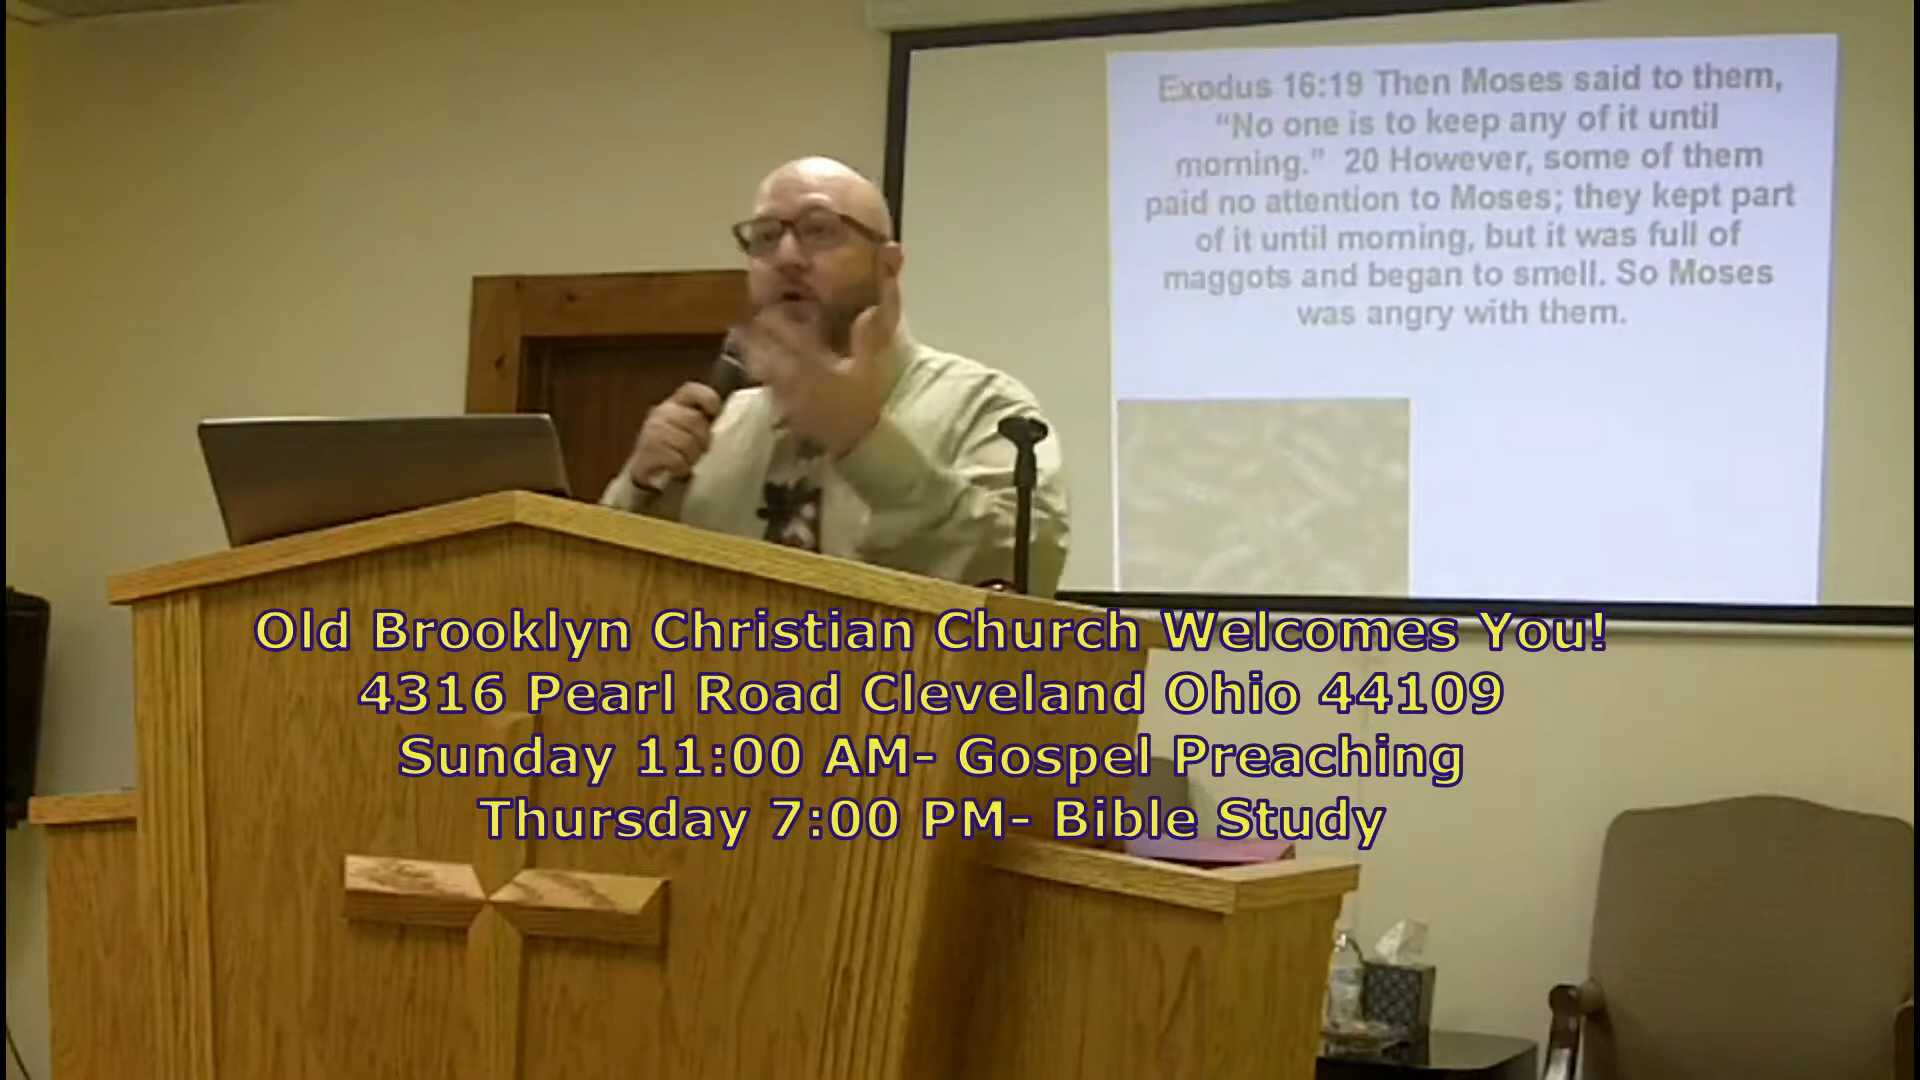 Exodus 16:19 Then Moses said to them,
“No one is to keep any of it until
morning.” 20 However, some of them
paid no attention to Moses; they kept part
of it until morning, but it was full of
maggots and began to smell. So Moses
was angry with them.
Old Brooklyn Christian Church Welcomes You!
4316 Pearl Road Cleveland Ohio 44109
Sunday 11:00 AM- Gospel Preaching
Thursday 7:00 PM- Bible Study